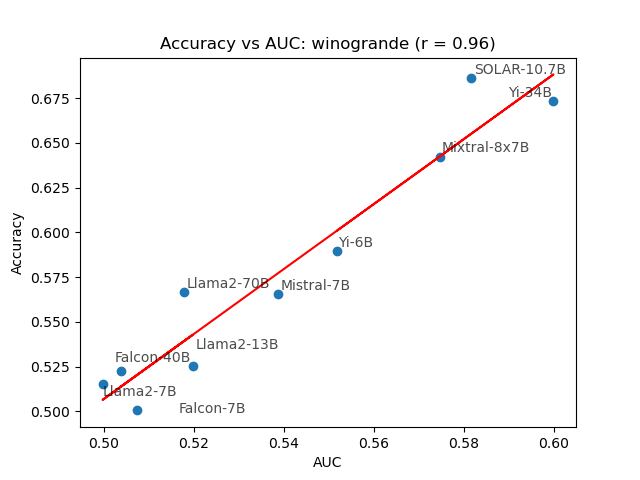 Accuracy vs AUC: winogrande (r = 0.96)
SOLAR-10.7B
Yi-34B
Mixtral-8x7B
Yi-6B
Llama2-70B
Mistral-7B
Llama2-13B
Falcon-40B
Llama2-7B
Falcon-7B
Accuracy
0.675
0.650
0.625
0.600
0.575
0.550
0.525
0.500
0.50 0.52 0.54 0.56 0.58 0.60
AUC